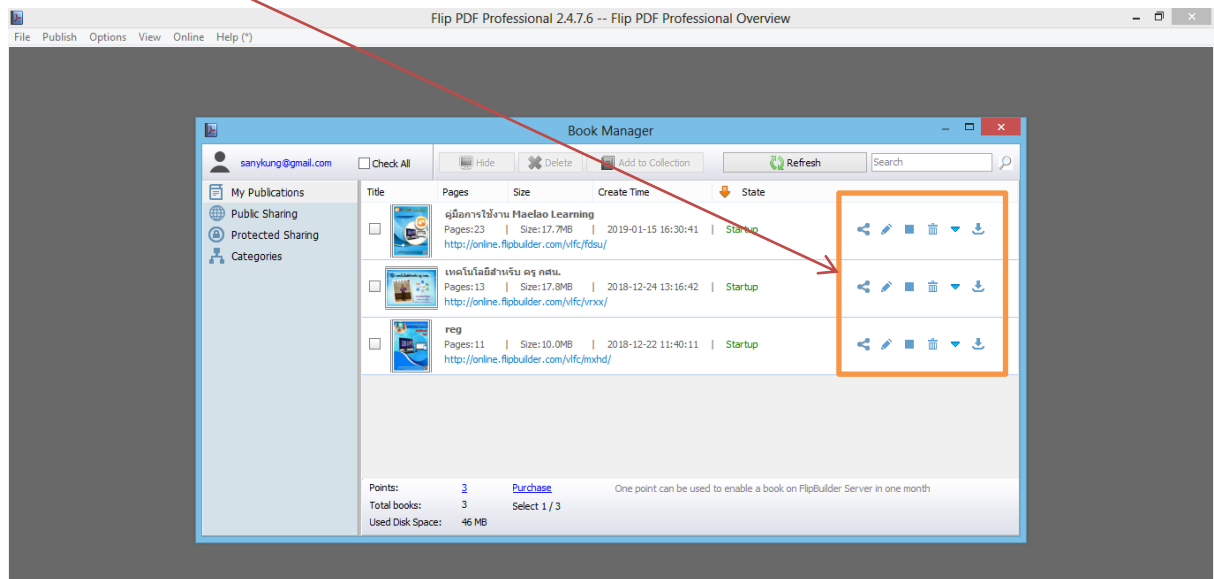 Flip PDF Professional 2.4.7.6 -- Flip PDF Professional Overview
File Publish Options View Online Help (*)
Book Manager
sanykung@gmail.com
Check All
Hide
Delete
Add to Collection
Refresh
Search
My Publications
Public Sharing
Protected Sharing
Categories
Title Pages Size Create Time State
คู่มือการใช้งาน Maelao Learning
Pages:23 | Size:17.7MB | 2019-01-15 16:30:41 | Startup
http://online.flipbuilder.com/vlfc/fdsu/
เทคโนโลยีสำหรับ ครู กศน.
Pages:13 | Size:17.8MB | 2018-12-24 13:16:42 | Startup
http://online.flipbuilder.com/vlfc/vrxx/
reg
Pages:11 | Size:10.0MB | 2018-12-22 11:40:11 | Startup
http://online.flipbuilder.com/vlfc/mxhd/
Points: 3 Purchase One point can be used to enable a book on FlipBuilder Server in one month
Total books: 3 Select 1 / 3
Used Disk Space: 46 MB